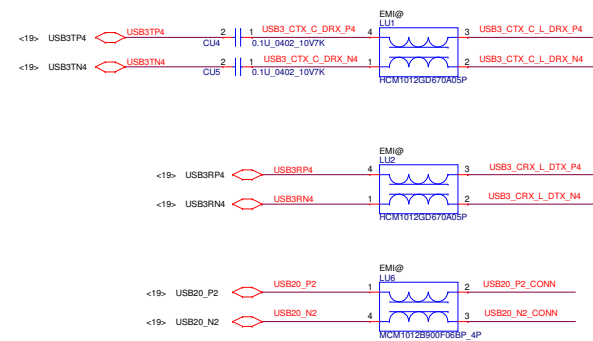 EMI@
LU1
<19> USB3TP4 USB3TP4 2 1 USB3_CTX_C_DRX_P4 4 3 USB3_CTX_C_L_DRX_P4
CU4 0.1U_0402_10V7K
<19> USB3TN4 USB3TN4 2 1 USB3_CTX_C_DRX_N4 1 2 USB3_CTX_C_L_DRX_N4
CU5 0.1U_0402_10V7K
HCM1012GD670A05P
EMI@
LU2
<19> USB3RP4 USB3RP4 4 3 USB3_CRX_L_DTX_P4
<19> USB3RN4 USB3RN4 1 2 USB3_CRX_L_DTX_N4
HCM1012GD670A05P
EMI@
LU6
<19> USB20_P2 USB20_P2 1 2 USB20_P2_CONN
<19> USB20_N2 USB20_N2 4 3 USB20_N2_CONN
MCM1012B900F06BP_4P